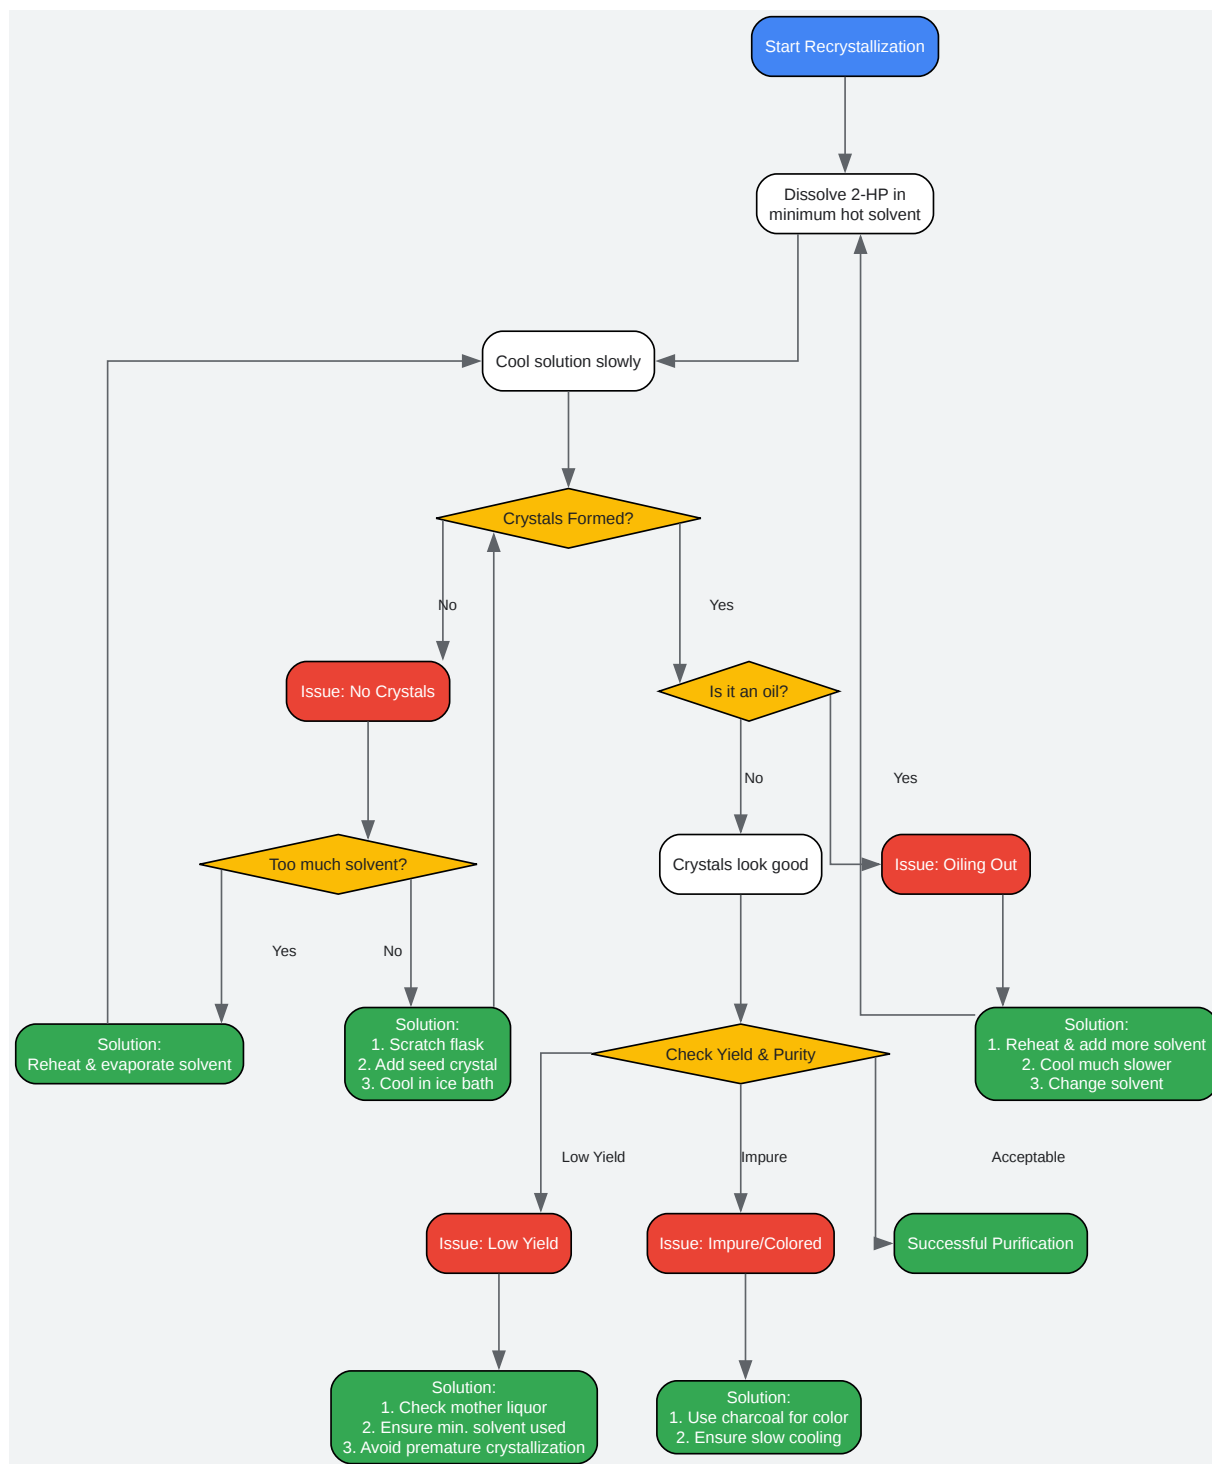 Start Recrystallization
Dissolve 2-HP in
minimum hot solvent
Cool solution slowly
Crystals Formed?
No
Yes
Issue: No Crystals
Is it an oil?
No
Yes
Too much solvent?
Crystals look good
Issue: Oiling Out
Yes
No
Solution:
Reheat & evaporate solvent
Solution:
1. Scratch flask
2. Add seed crystal
3. Cool in ice bath
Check Yield & Purity
Solution:
1. Reheat & add more solvent
2. Cool much slower
3. Change solvent
Low Yield
Impure
Acceptable
Issue: Low Yield
Issue: Impure/Colored
Successful Purification
Solution:
1. Check mother liquor
2. Ensure min. solvent used
3. Avoid premature crystallization
Solution:
1. Use charcoal for color
2. Ensure slow cooling